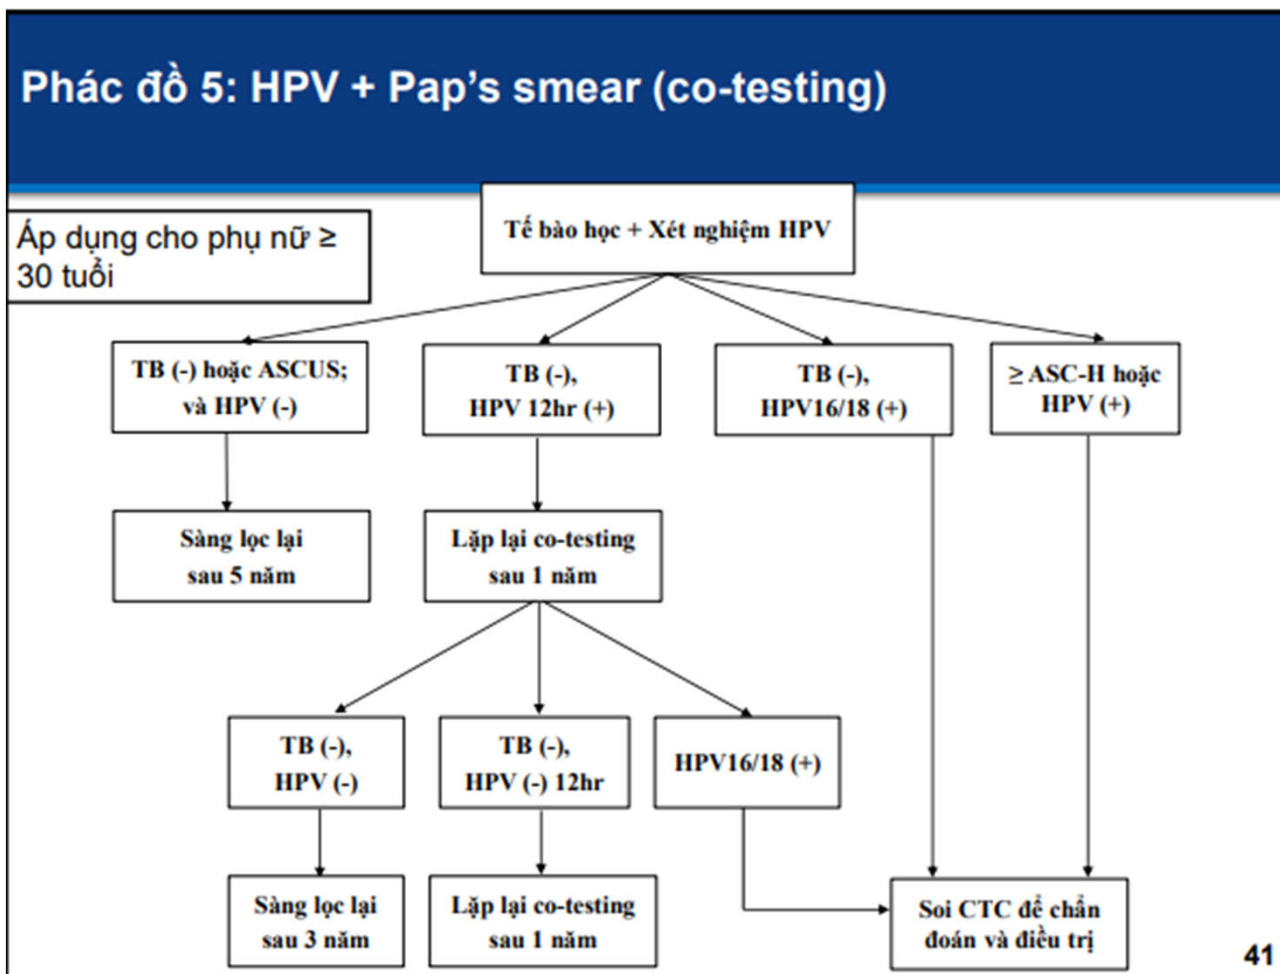 Phác đồ 5: HPV + Pap's smear (co-testing)
Áp dụng cho phụ nữ ≥
30 tuổi
Tế bào học + Xét nghiệm HPV
TB (-) hoặc ASCUS;
và HPV (-)
TB (-),
HPV 12hr (+)
TB (-),
HPV16/18 (+)
≥ ASC-H hoặc
HPV (+)
Sàng lọc lại
sau 5 năm
Lặp lại co-testing
sau 1 năm
TB (-),
HPV (-)
TB (-),
HPV (-) 12hr
HPV16/18 (+)
Sàng lọc lại
sau 3 năm
Lặp lại co-testing
sau 1 năm
Soi CTC để chẩn
đoán và điều trị
41